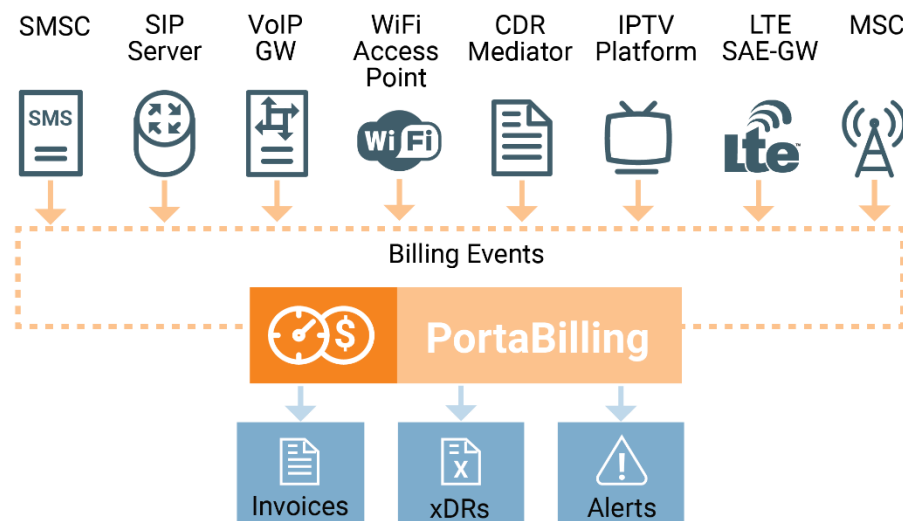 SMSC
SIP
Server
VoIP
GW
WiFi
Access
Point
CDR
Mediator
IPTV
Platform
LTE
SAE-GW
MSC
SMS
Wi Fi
Lte™
Billing Events
$
PortaBilling
X
Invoices
xDRs
Alerts